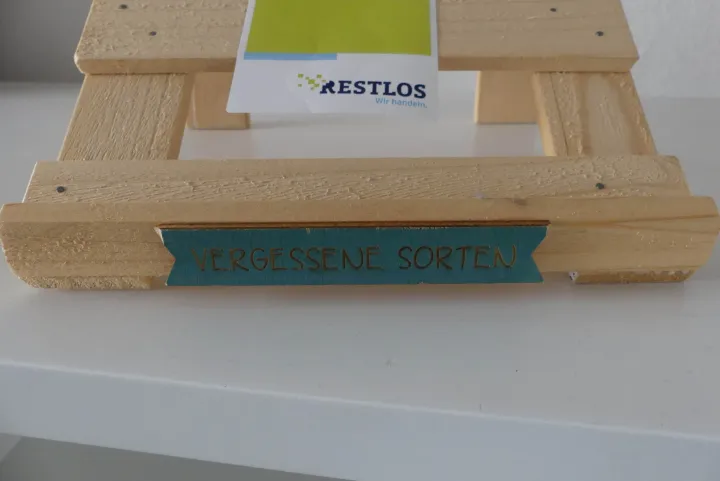 RESTLOS
Wir handeln.
VERGESSENE SORTEN